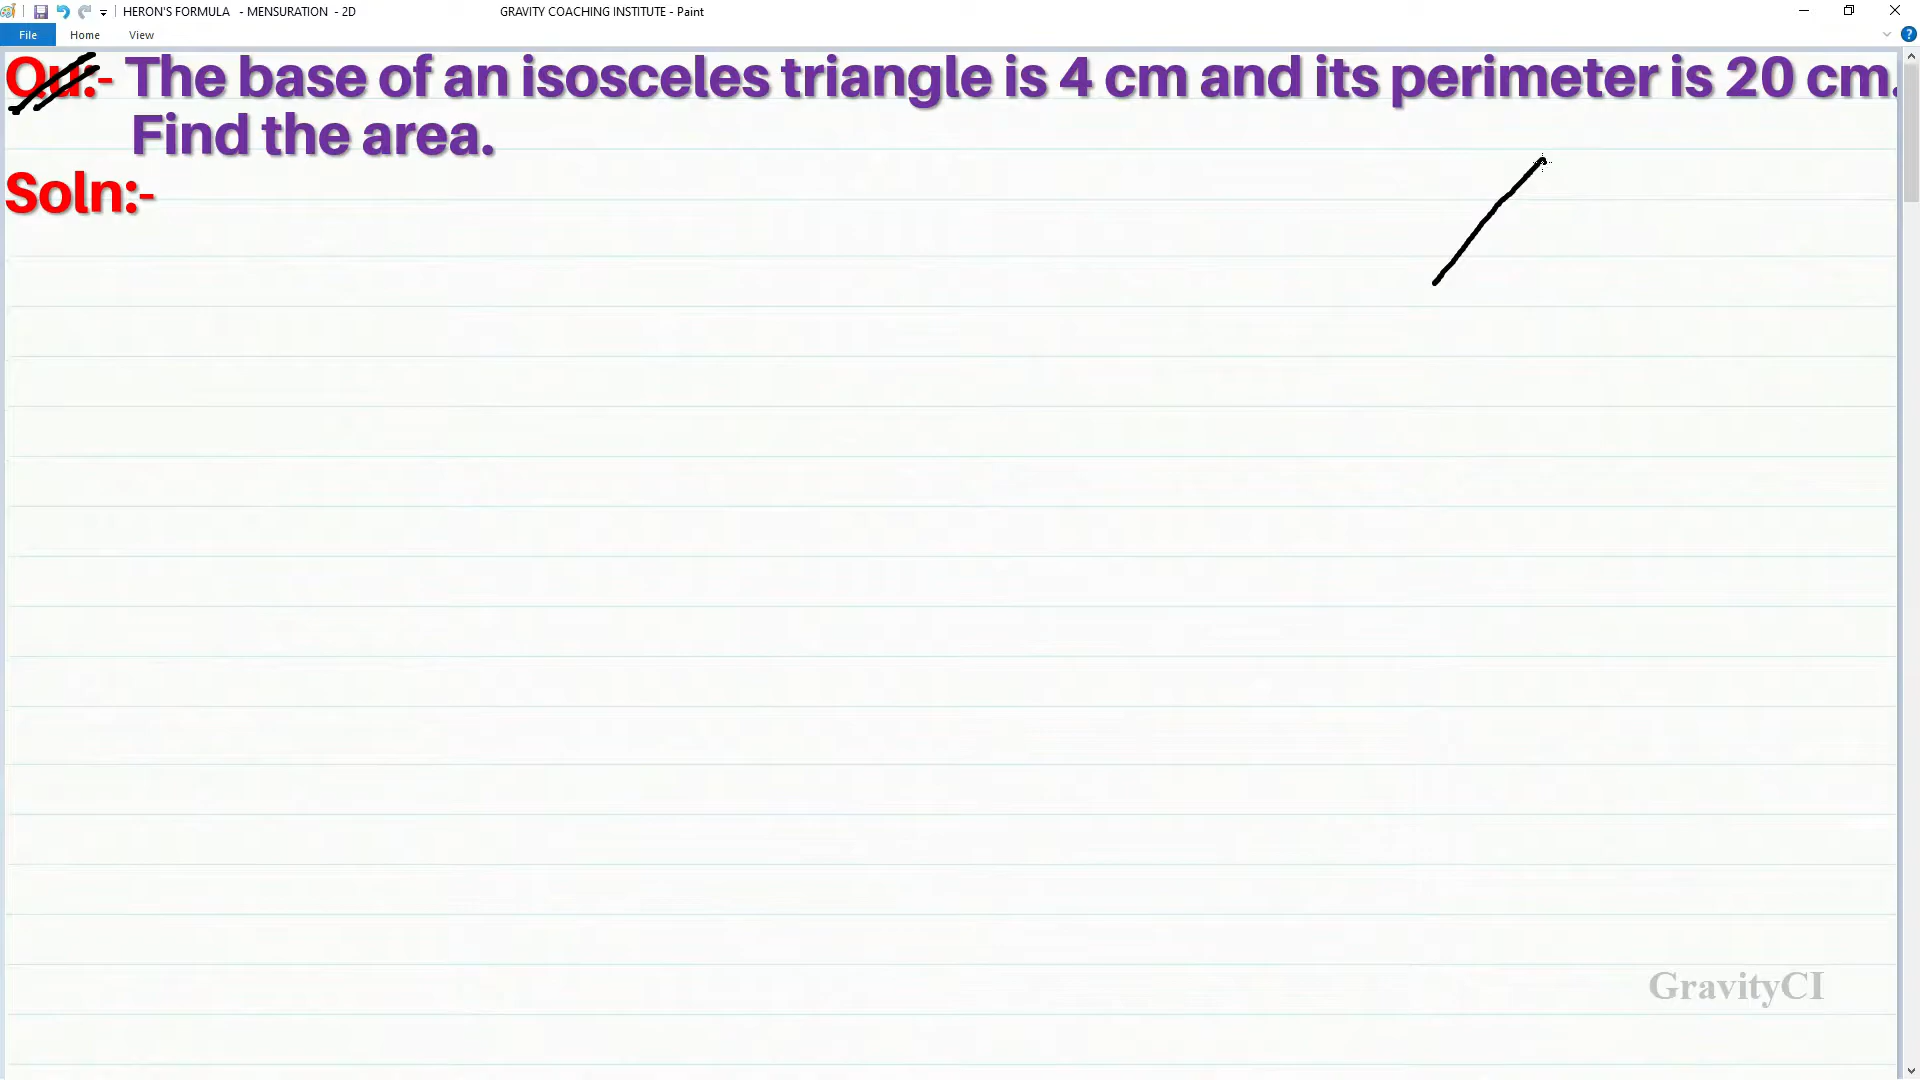 HERON'S FORMULA - MENSURATION - 2D GRAVITY COACHING INSTITUTE - Paint
File Home View
Qu:- The base of an isosceles triangle is 4 cm and its perimeter is 20 cm.
Find the area.
Soln:-
GravityCI